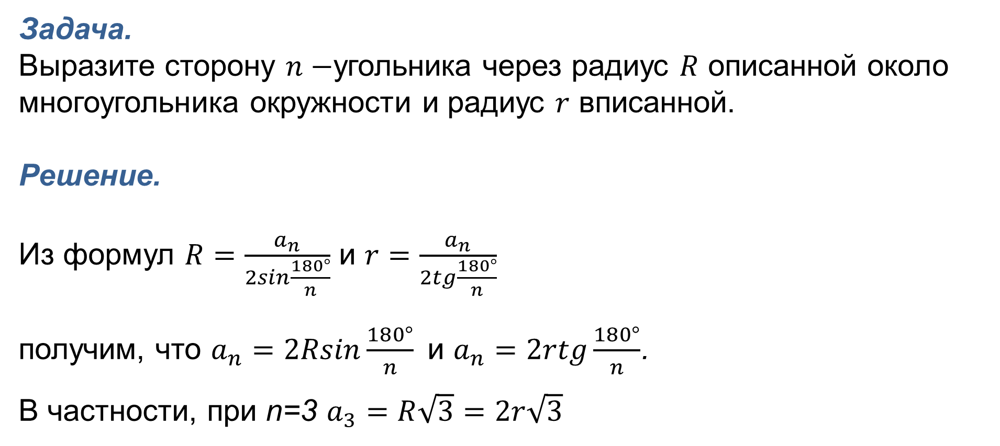 Задача.
Выразите сторону n −угольника через радиус R описанной около
многоугольника окружности и радиус r вписанной.
Решение.
Из формул R = \frac{a_n}{2sin\frac{180°}{n}} и r = \frac{a_n}{2tg\frac{180°}{n}}
получим, что a_n = 2Rsin\frac{180°}{n} и a_n = 2rtg\frac{180°}{n}.
В частности, при n=3 a_3 = R√3 = 2r√3